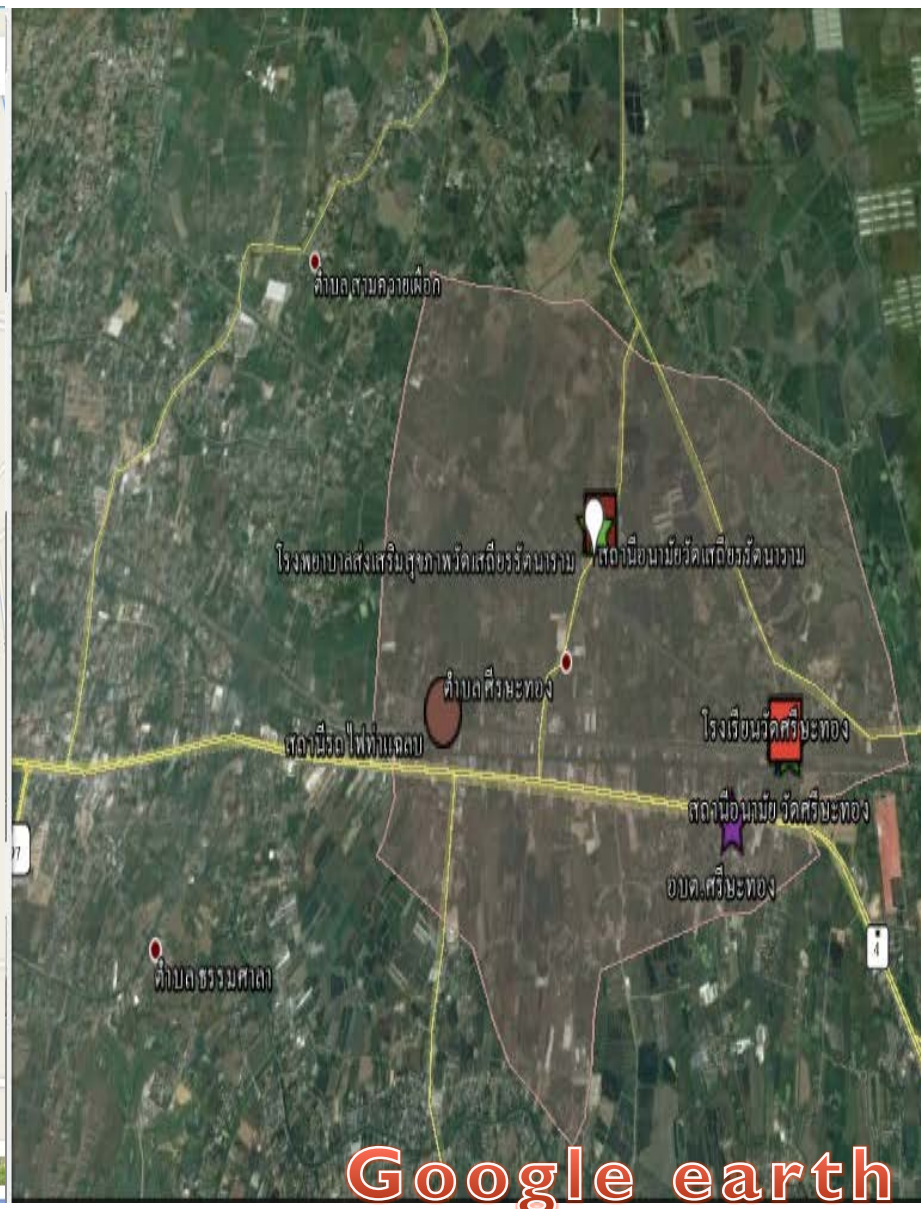 ตำบล สามควายเผือก
โรงพยาบาลส่งเสริมสุขภาพวัดเสถียรรัตนาราม
สถานีอนามัยวัดเสถียรรัตนาราม
ตำบล ศีรษะทอง
โรงเรียนวัดศรีษะทอง
สถานีรถไฟท่าแฉลบ
สถานีอนามัย วัดศรีษะทอง
อบต.ศรีษะทอง
4
ตำบล ธรรมศาลา
Google earth